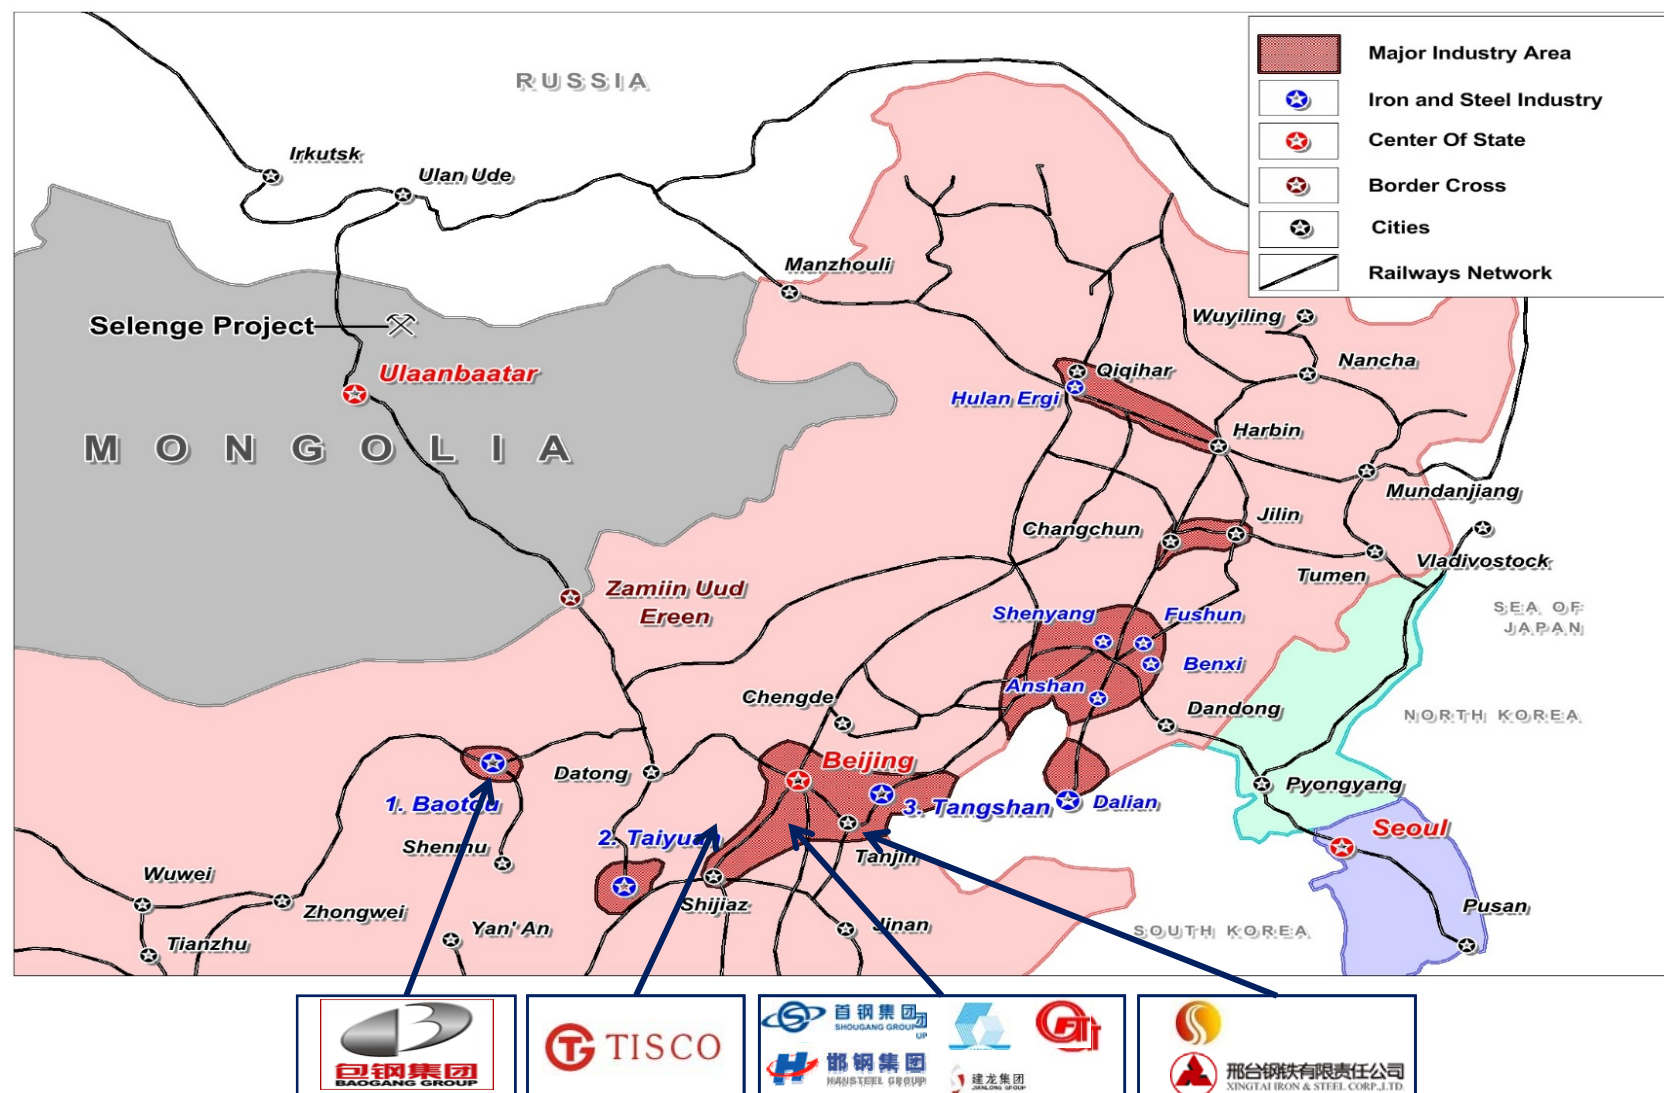 RUSSIA
Major Industry Area
Iron and Steel Industry
Center Of State
Border Cross
Cities
Railways Network
Irkutsk
Ulan Ude
Manzhouli
Selenge Project
Ulaanbaatar
MONGOLIA
Wuyiling
Nancha
Qiqihar
Hulan Ergi
Harbin
Mundanjiang
Jilin
Changchun
Vladivostock
Tumen
Zamiin Uud
Ereen
SEA OF
JAPAN
Shenyang
Fushun
Benxi
Anshan
Chengde
Dandong
NORTH KOREA
Beijing
Datong
Pyongyang
1. Baotou
3. Tangshan
Dalian
2. Taiyuan
Seoul
Shenmu
Tanjin
Wuwei
Zhongwei
Shijiaz
Pusan
Yan' An
Jinan
SOUTH KOREA
Tianzhu
包钢集团
BAOGANG GROUP
TISCO
首钢集团
团
SHOUGANG GROUP
UP
邯钢集团
HANSTEEL GROUP
建龙集团
JIANLONG GROUP
邢台钢铁有限责任公司
XINGTAI IRON & STEEL CORP.,LTD